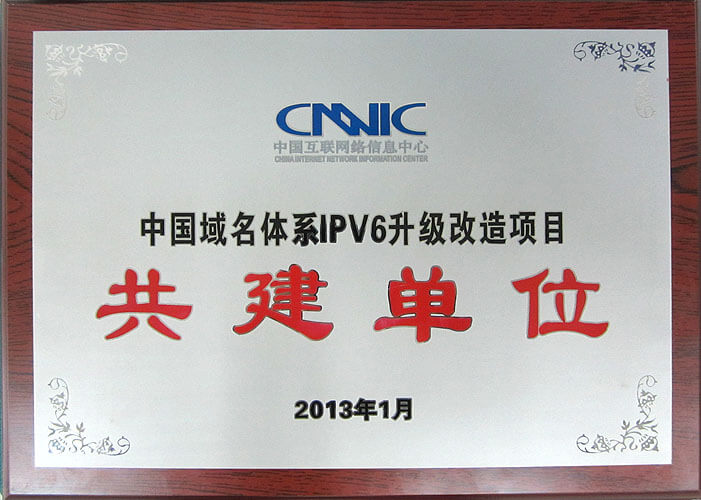 CNNIC
中国互联网络信息中心
CHINA INTERNET NETWORK INFORMATION CENTER
中国域名体系IPV6升级改造项目
共建单位
2013年1月